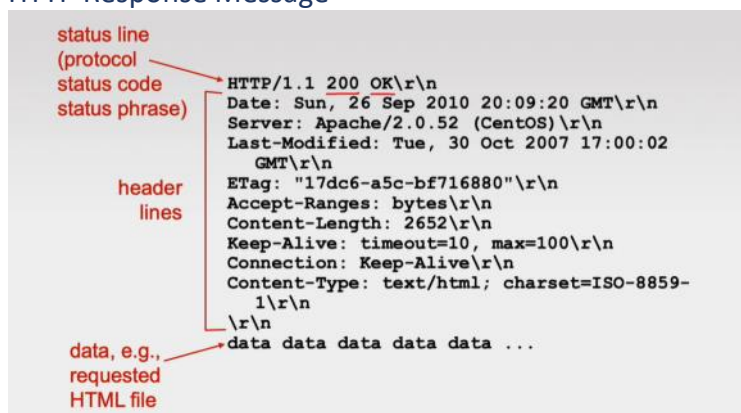 HTTP Response Message
status line
(protocol
status code
status phrase)
HTTP/1.1 200 OK\r\n
Date: Sun, 26 Sep 2010 20:09:20 GMT\r\n
Server: Apache/2.0.52 (CentOS)\r\n
Last-Modified: Tue, 30 Oct 2007 17:00:02
GMT\r\n
header
lines
ETag: "17dc6-a5c-bf716880"\r\n
Accept-Ranges: bytes\r\n
Content-Length: 2652\r\n
Keep-Alive: timeout=10, max=100\r\n
Connection: Keep-Alive\r\n
Content-Type: text/html; charset=ISO-8859-
1\r\n
\r\n
data, e.g.,
requested
HTML file
data data data data data ...